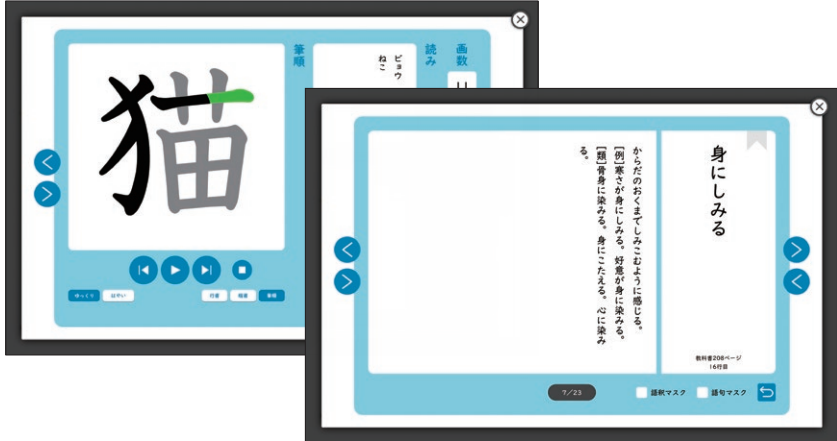 画数
読み
ビョウ
ねこ
筆順
猫
ゆっくり
はやい
行書
楷書
筆順
身にしみる
教科書208ページ
16行目
からだのおくまでしみこむように感じる。
[例]寒さが身にしみる。好意が身に染みる。
[類]骨身に染みる。身にこたえる。心に染み
る。
7/23
語釈マスク
語句マスク